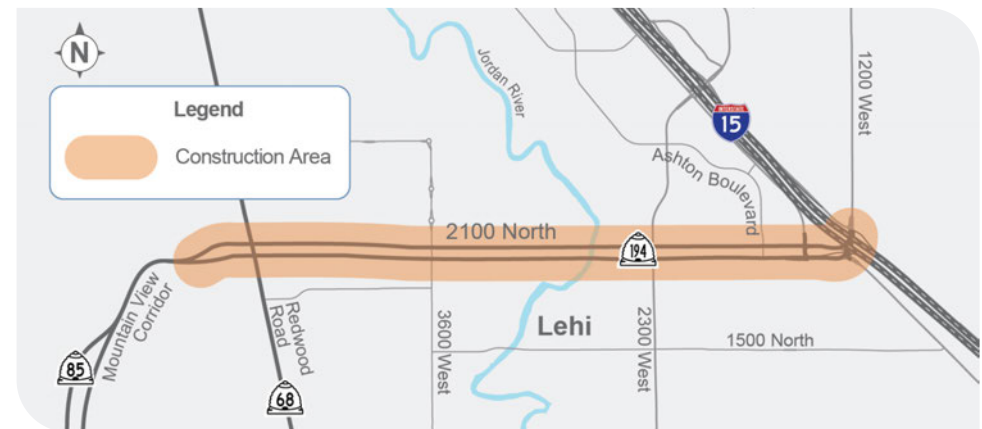 N
Legend
Construction Area
Jordan River
INTERSTATE
15
1200 West
Ashton Boulevard
2100 North
194
Mountain View
Corridor
85
Redwood
Road
68
3600 West
Lehi
2300 West
1500 North